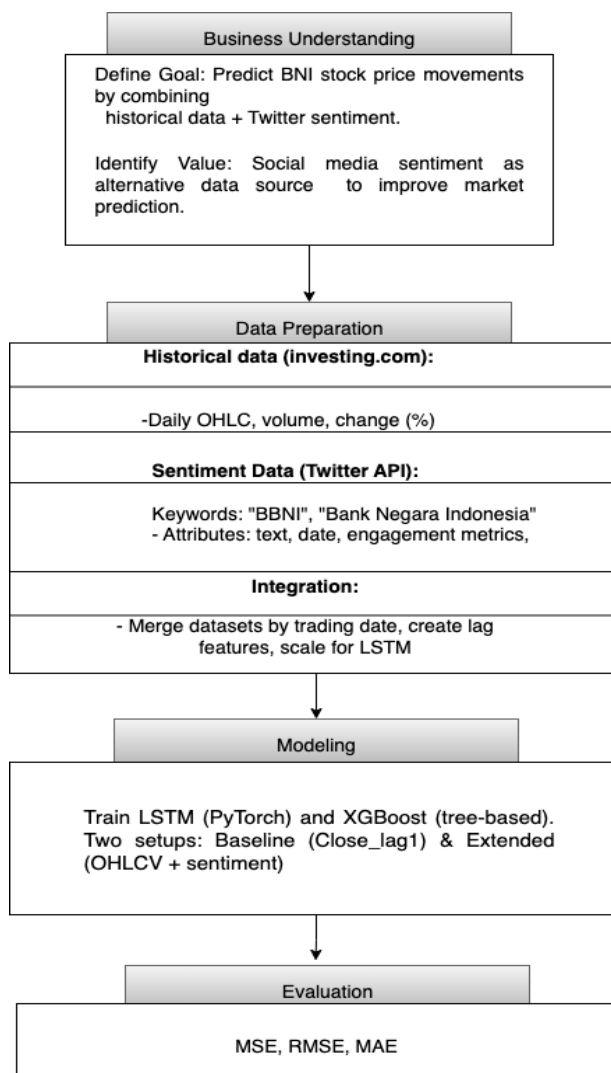 Business Understanding
Define Goal: Predict BNI stock price movements
by combining
historical data + Twitter sentiment.
Identify Value: Social media sentiment as
alternative data source to improve market
prediction.
Data Preparation
Historical data (investing.com):
-Daily OHLC, volume, change (%)
Sentiment Data (Twitter API):
Keywords: "BBNI", "Bank Negara Indonesia"
- Attributes: text, date, engagement metrics,
Integration:
- Merge datasets by trading date, create lag
features, scale for LSTM
Modeling
Train LSTM (PyTorch) and XGBoost (tree-based).
Two setups: Baseline (Close_lag1) & Extended
(OHLCV + sentiment)
Evaluation
MSE, RMSE, MAE